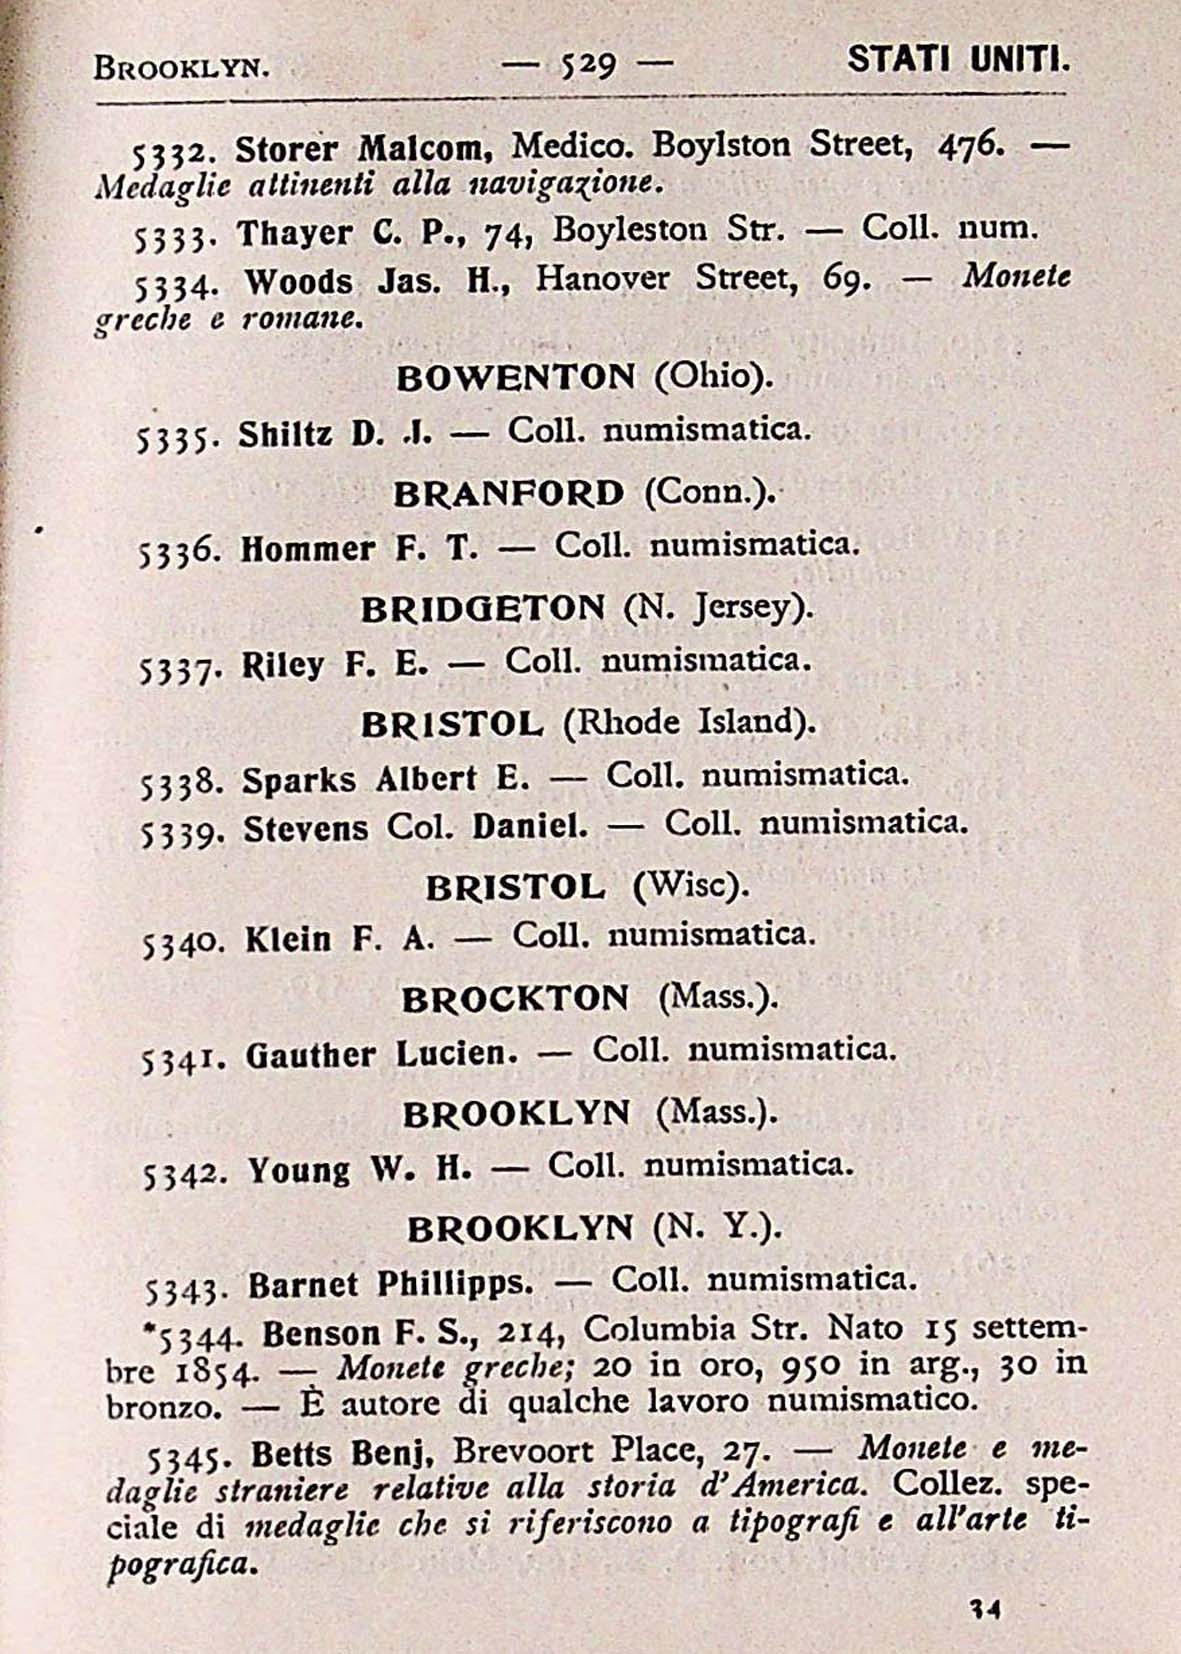 BROOKLYN. — 529 — STATI UNITI.
5332. Storer Malcom, Medico. Boylston Street, 476. —
Medaglie attinenti alla navigazione.
5333. Thayer C. P., 74, Boyleston Str. — Coll. num.
5334. Woods Jas. H., Hanover Street, 69. — Monete
greche e romane.
BOWENTON (Ohio).
5335. Shiltz D. J. — Coll. numismatica.
BRANFORD (Conn.).
5336. Hommer F. T. — Coll. numismatica.
BRIDGETON (N. Jersey).
5337. Riley F. E. — Coll. numismatica.
BRISTOL (Rhode Island).
5338. Sparks Albert E. — Coll. numismatica.
5339. Stevens Col. Daniel. — Coll. numismatica.
BRISTOL (Wisc).
5340. Klein F. A. — Coll. numismatica.
BROCKTON (Mass.).
5341. Gauther Lucien. — Coll. numismatica.
BROOKLYN (Mass.).
5342. Young W. H. — Coll. numismatica.
BROOKLYN (N. Y.).
5343. Barnet Phillipps. — Coll. numismatica.
*5344. Benson F. S., 214, Columbia Str. Nato 15 settem-
bre 1854. — Monete greche; 20 in oro, 950 in arg., 30 in
bronzo. — È autore di qualche lavoro numismatico.
5345. Betts Benj, Brevoort Place, 27. — Monete e me-
daglie straniere relative alla storia d'America. Collez. spe-
ciale di medaglie che si riferiscono a tipografi e all'arte ti-
pografica.
34